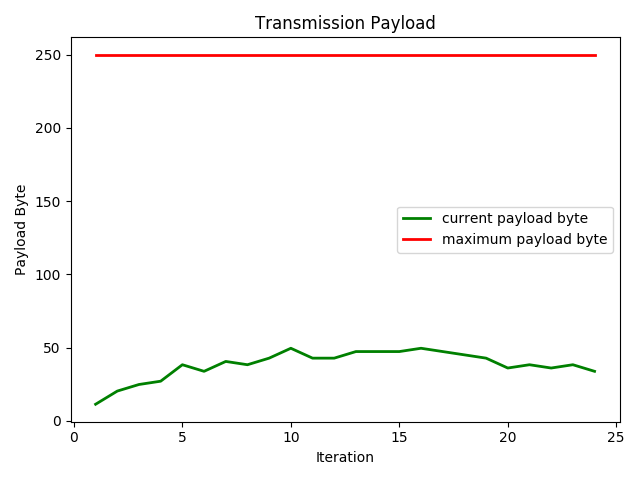 Transmission Payload
250
200
150
100
50
0
Payload Byte
current payload byte
maximum payload byte
0 5 10 15 20 25
Iteration